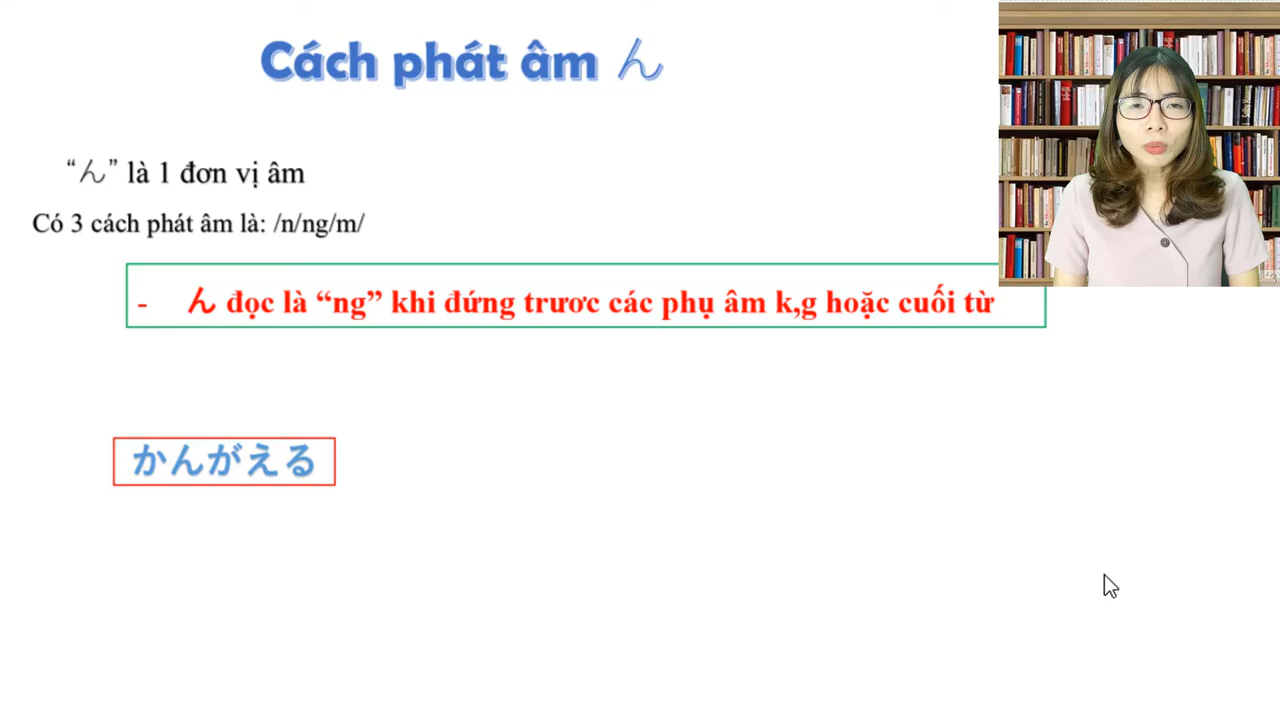 Cách phát âm ん
“ん” là 1 đơn vị âm
Có 3 cách phát âm là: /n/ng/m/
- ん đọc là “ng” khi đứng trươc các phụ âm k,g hoặc cuối từ
かんがえる